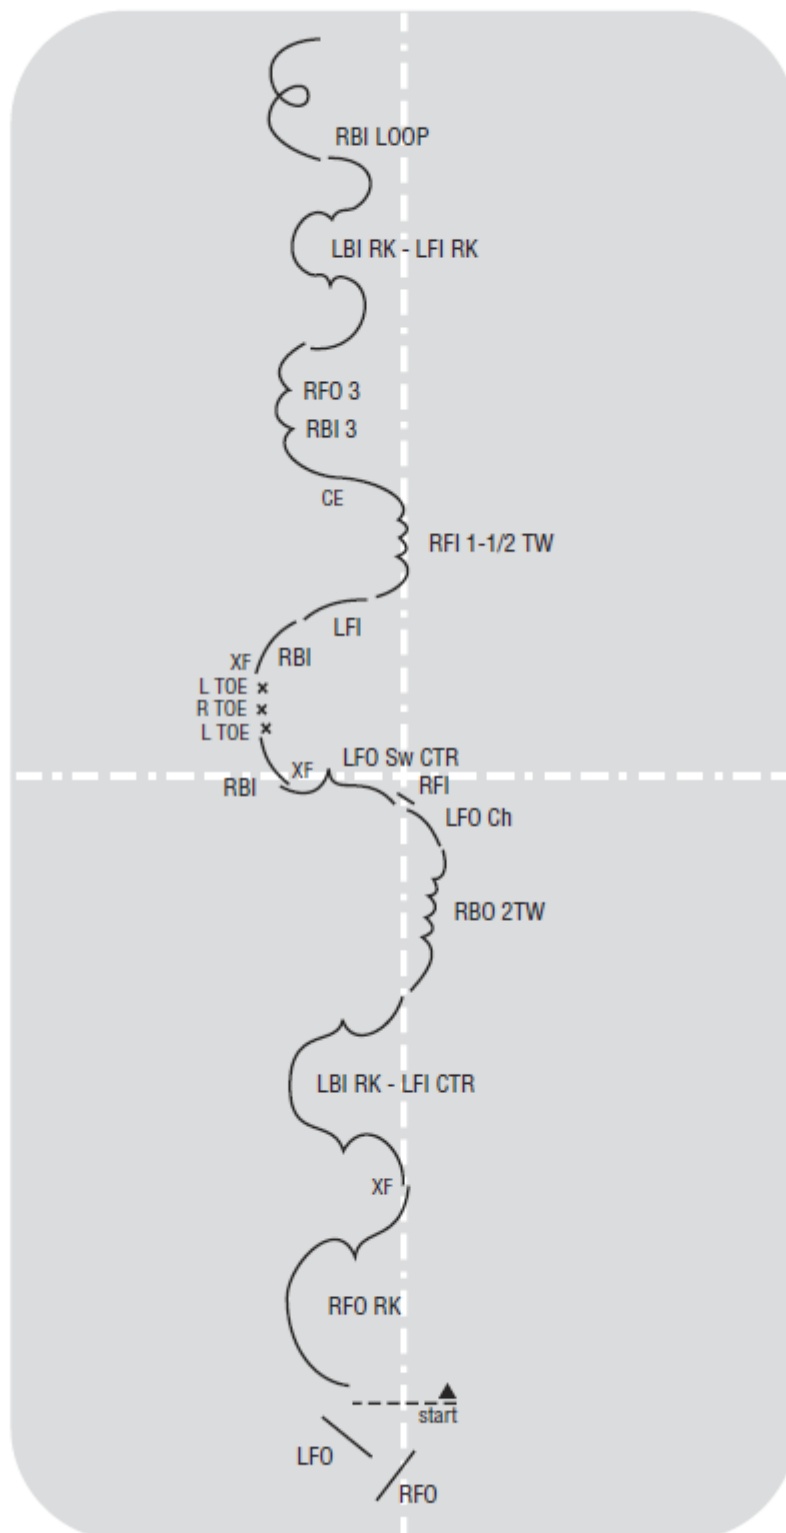 RBI LOOP
LBI RK - LFI RK
RFO 3
RBI 3
CE
RFI 1-1/2 TW
LFI
RBI
XF
L TOE x
R TOE x
L TOE x
LFO Sw CTR
XF
RFI
RBI
LFO Ch
RBO 2TW
LBI RK - LFI CTR
XF
RFO RK
start
LFO
RFO